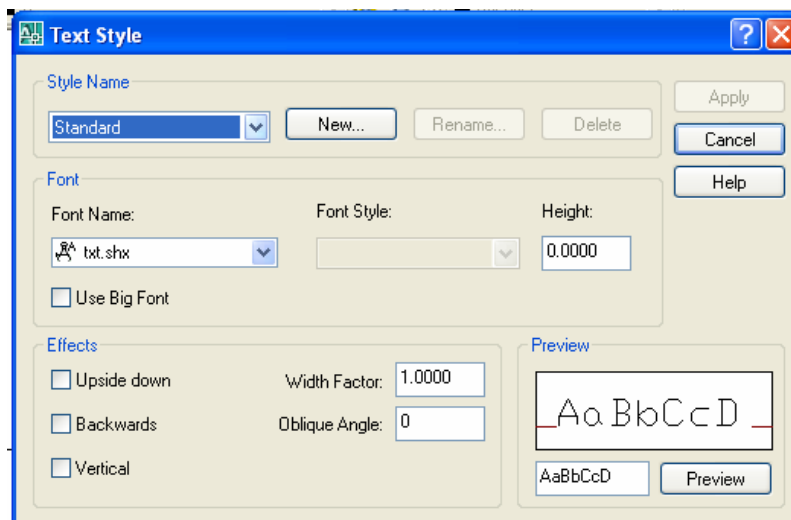 Text Style
Style Name
Standard
New...
Rename...
Delete
Apply
Cancel
Help
Font
Font Name:
Font Style:
Height:
txt.shx
0.0000
Use Big Font
Effects
Upside down
Width Factor:
1.0000
Backwards
Oblique Angle:
0
Vertical
Preview
AaBbCcD
AaBbCcD
Preview